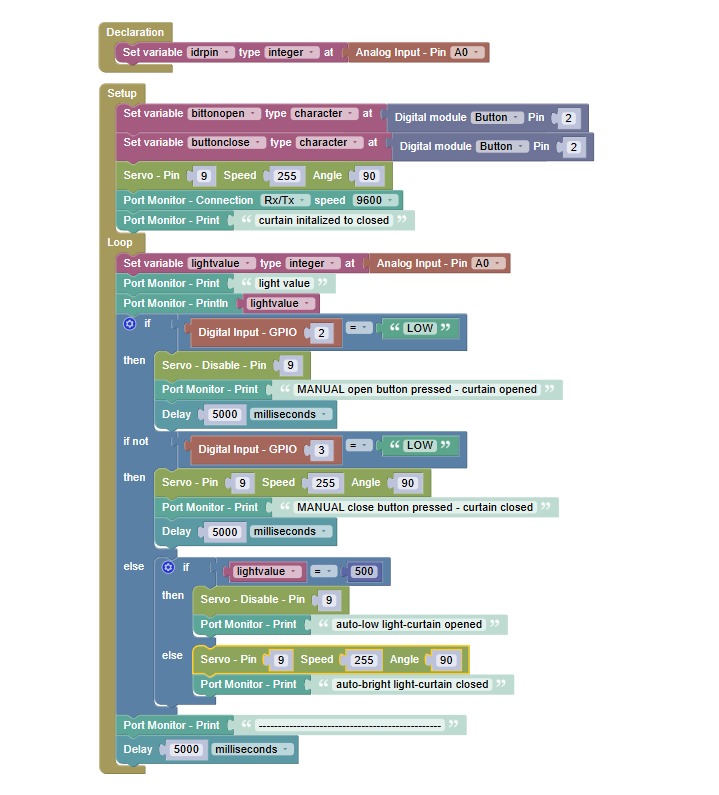 Declaration
Set variable idrpin type integer at Analog Input - Pin A0
Setup
Set variable bittonopen type character at Digital module Button Pin 2
Set variable buttonclose type character at Digital module Button Pin 2
Servo - Pin 9 Speed 255 Angle 90
Port Monitor - Connection Rx/Tx speed 9600
Port Monitor - Print “ curtain initalized to closed ”
Loop
Set variable lightvalue type integer at Analog Input - Pin A0
Port Monitor - Print “ light value ”
Port Monitor - Println lightvalue
if Digital Input - GPIO 2 = “ LOW ”
then Servo - Disable - Pin 9
Port Monitor - Print “ MANUAL open button pressed - curtain opened ”
Delay 5000 milliseconds
if not Digital Input - GPIO 3 = “ LOW ”
then Servo - Pin 9 Speed 255 Angle 90
Port Monitor - Print “ MANUAL close button pressed - curtain closed ”
Delay 5000 milliseconds
else if lightvalue = 500
then Servo - Disable - Pin 9
Port Monitor - Print “ auto-low light-curtain opened ”
else Servo - Pin 9 Speed 255 Angle 90
Port Monitor - Print “ auto-bright light-curtain closed ”
Port Monitor - Print “ ------------------------------------------------ ”
Delay 5000 milliseconds